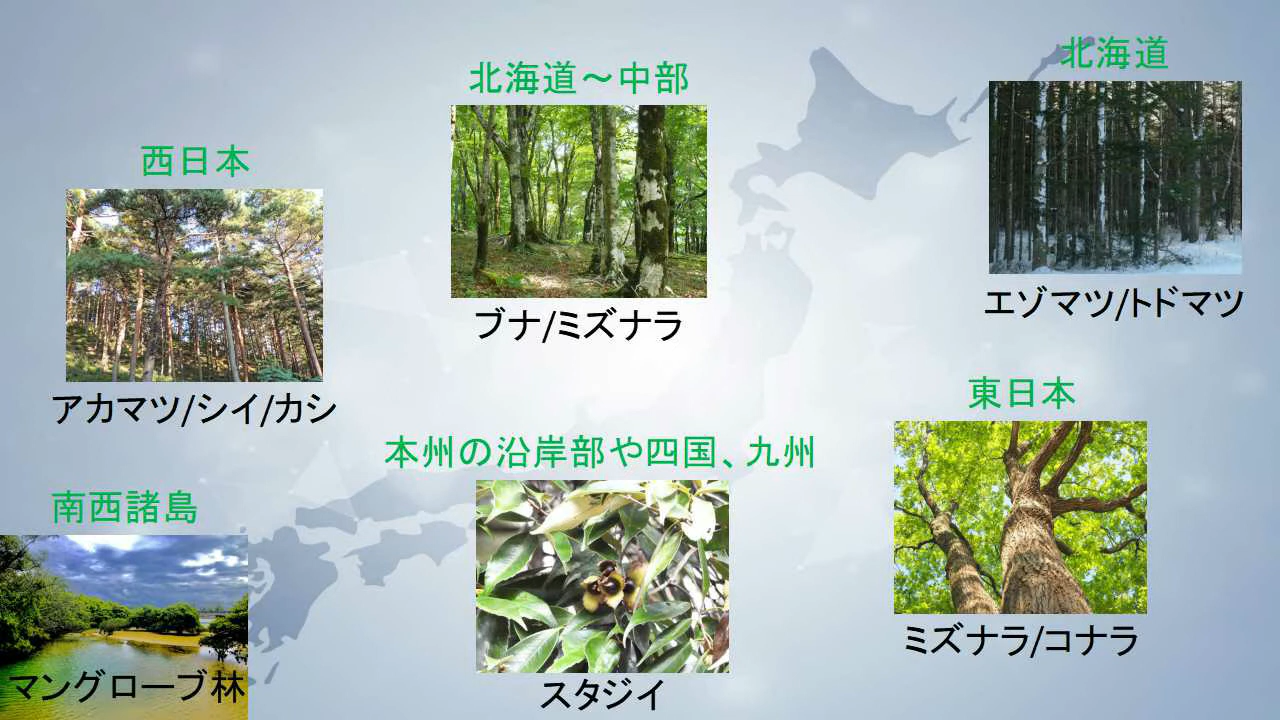 北海道
エゾマツ/トドマツ
北海道～中部
ブナ/ミズナラ
西日本
アカマツ/シイ/カシ
東日本
ミズナラ/コナラ
本州の沿岸部や四国、九州
スタジイ
南西諸島
マングローブ林